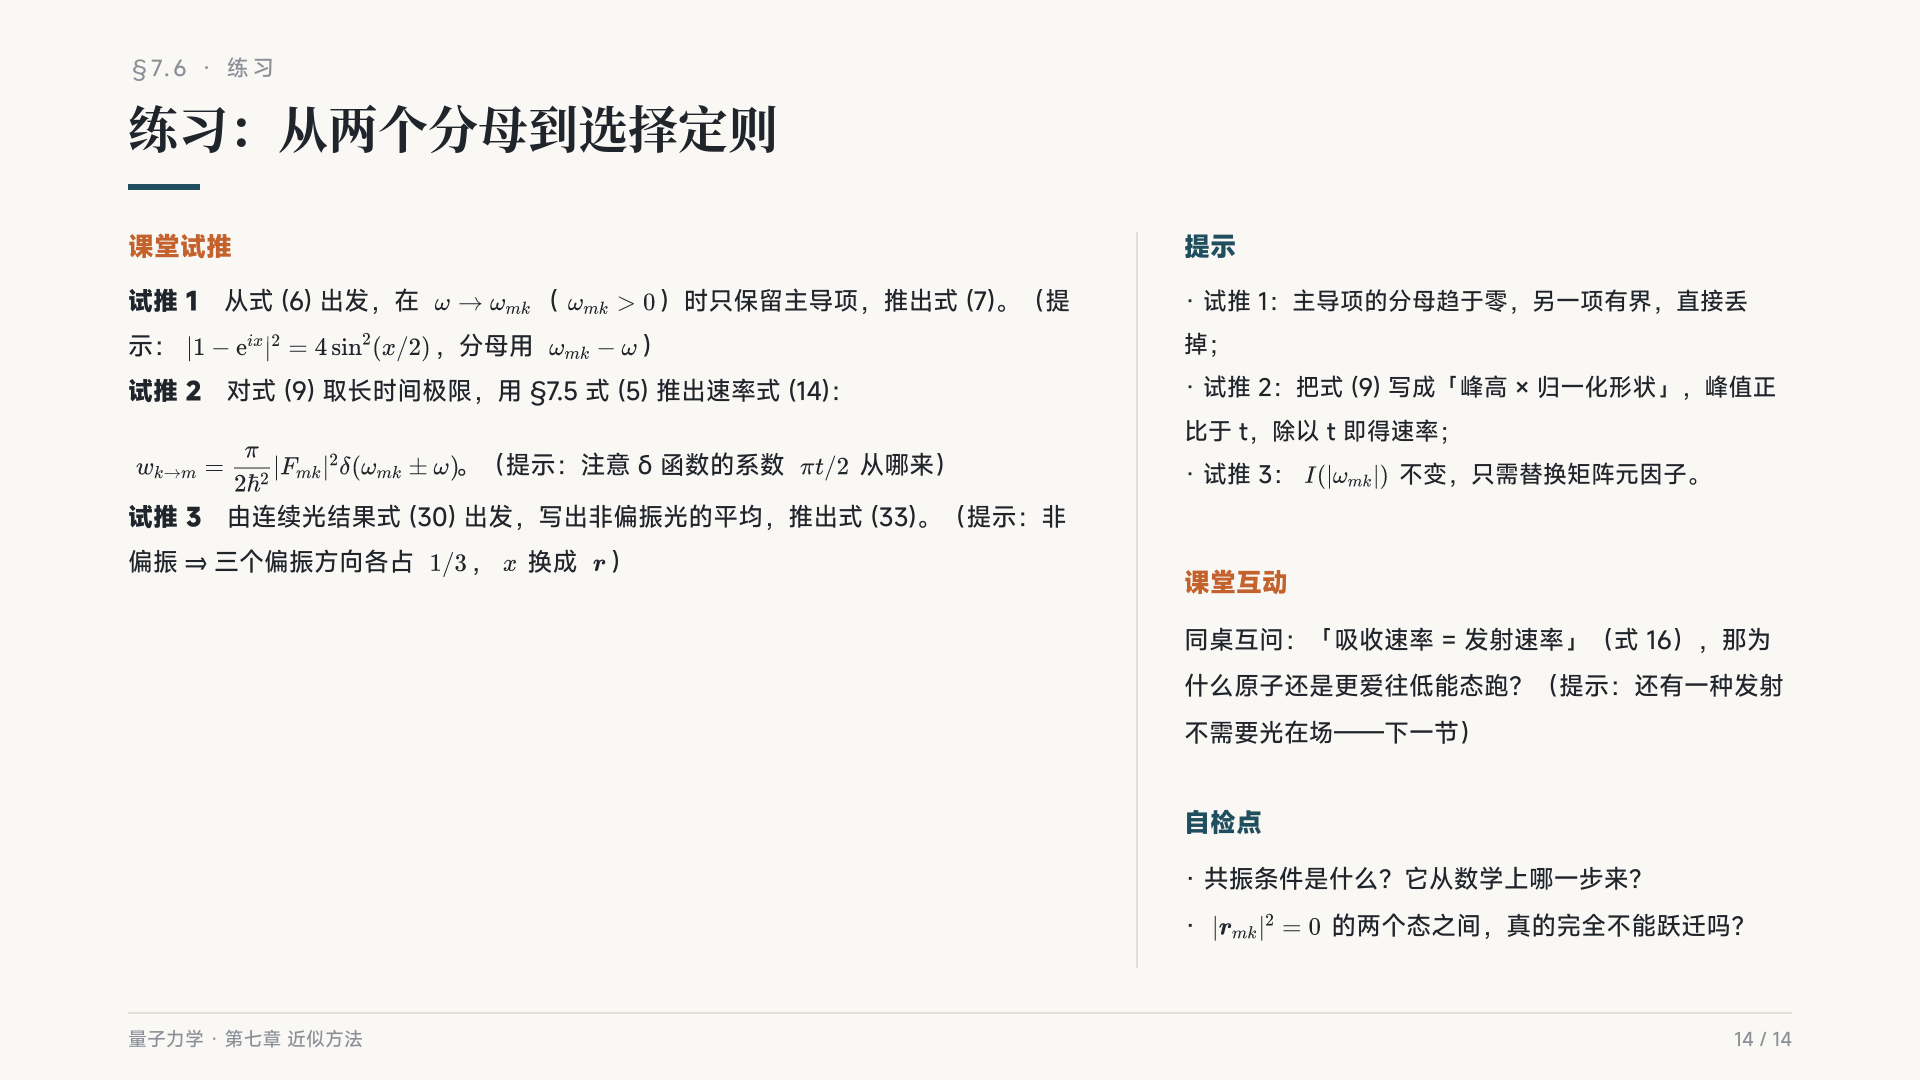 §7.6 · 练习
练习：从两个分母到选择定则
课堂试推
试推 1 从式 (6) 出发，在 ω → ω_{mk}（ω_{mk} > 0）时只保留主导项，推出式 (7)。（提
示：|1 − e^{ix}|² = 4 sin²(x/2)，分母用 ω_{mk} − ω）
试推 2 对式 (9) 取长时间极限，用 §7.5 式 (5) 推出速率式 (14)：
w_{k→m} = \frac{π}{2ħ²}|F_{mk}|²δ(ω_{mk} ± ω)。（提示：注意 δ 函数的系数 πt/2 从哪来）
试推 3 由连续光结果式 (30) 出发，写出非偏振光的平均，推出式 (33)。（提示：非
偏振 ⇒ 三个偏振方向各占 1/3，x 换成 r）
提示
· 试推 1：主导项的分母趋于零，另一项有界，直接丢
掉；
· 试推 2：把式 (9) 写成「峰高 × 归一化形状」，峰值正
比于 t，除以 t 即得速率；
· 试推 3：I(|ω_{mk}|) 不变，只需替换矩阵元因子。
课堂互动
同桌互问：「吸收速率 = 发射速率」（式 16），那为
什么原子还是更爱往低能态跑？（提示：还有一种发射
不需要光在场——下一节）
自检点
· 共振条件是什么？它从数学上哪一步来？
· |r_{mk}|² = 0 的两个态之间，真的完全不能跃迁吗？
量子力学 · 第七章 近似方法
14 / 14